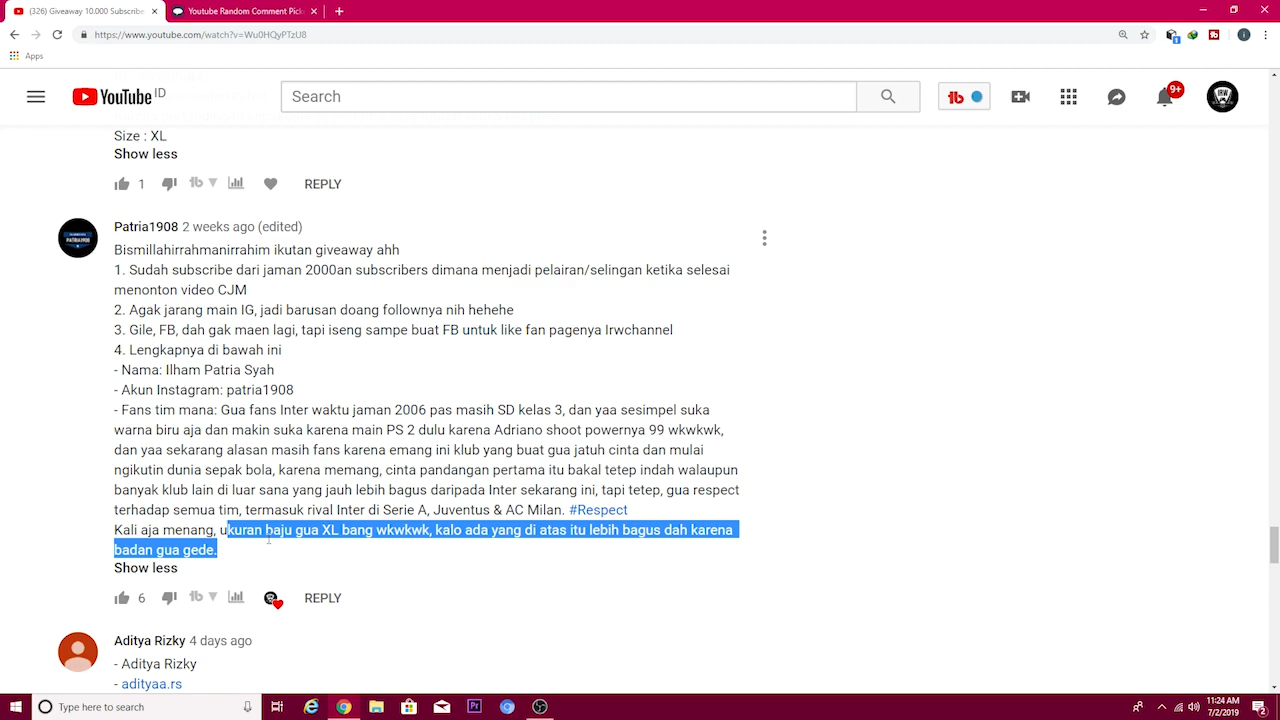 (326) Giveaway 10.000 Subscribe
Youtube Random Comment Pick
https://www.youtube.com/watch?v=Wu0HQyPTzU8
Apps
YouTube ID
Search
tb
9+
Size : XL
Show less
1
tb
REPLY
Patria1908 2 weeks ago (edited)
Bismillahirrahmanirrahim ikutan giveaway ahh
1. Sudah subscribe dari jaman 2000an subscribers dimana menjadi pelairan/selingan ketika selesai
menonton video CJM
2. Agak jarang main IG, jadi barusan doang follownya nih hehehe
3. Gile, FB, dah gak maen lagi, tapi iseng sampe buat FB untuk like fan pagenya Irwchannel
4. Lengkapnya di bawah ini
- Nama: Ilham Patria Syah
- Akun Instagram: patria1908
- Fans tim mana: Gua fans Inter waktu jaman 2006 pas masih SD kelas 3, dan yaa sesimpel suka
warna biru aja dan makin suka karena main PS 2 dulu karena Adriano shoot powernya 99 wkwkwk,
dan yaa sekarang alasan masih fans karena emang ini klub yang buat gua jatuh cinta dan mulai
ngikutin dunia sepak bola, karena memang, cinta pandangan pertama itu bakal tetep indah walaupun
banyak klub lain di luar sana yang jauh lebih bagus daripada Inter sekarang ini, tapi tetep, gua respect
terhadap semua tim, termasuk rival Inter di Serie A, Juventus & AC Milan. #Respect
Kali aja menang, ukuran baju gua XL bang wkwkwk, kalo ada yang di atas itu lebih bagus dah karena
badan gua gede.
Show less
6
tb
REPLY
Aditya Rizky 4 days ago
- Aditya Rizky
- adityaa.rs
Type here to search
11:24 AM
7/2/2019
2